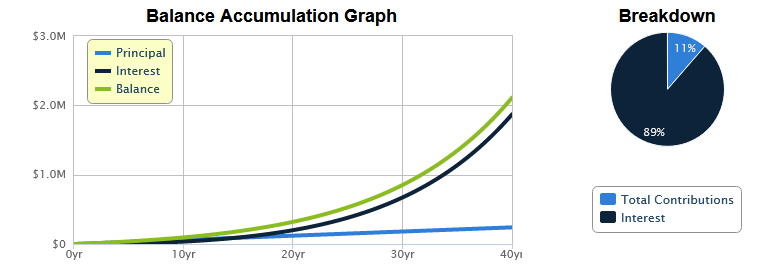 Balance Accumulation Graph
$3.0M
$2.0M
$1.0M
$0
Principal
Interest
Balance
0yr
10yr
20yr
30yr
40yr
Breakdown
11%
89%
Total Contributions
Interest